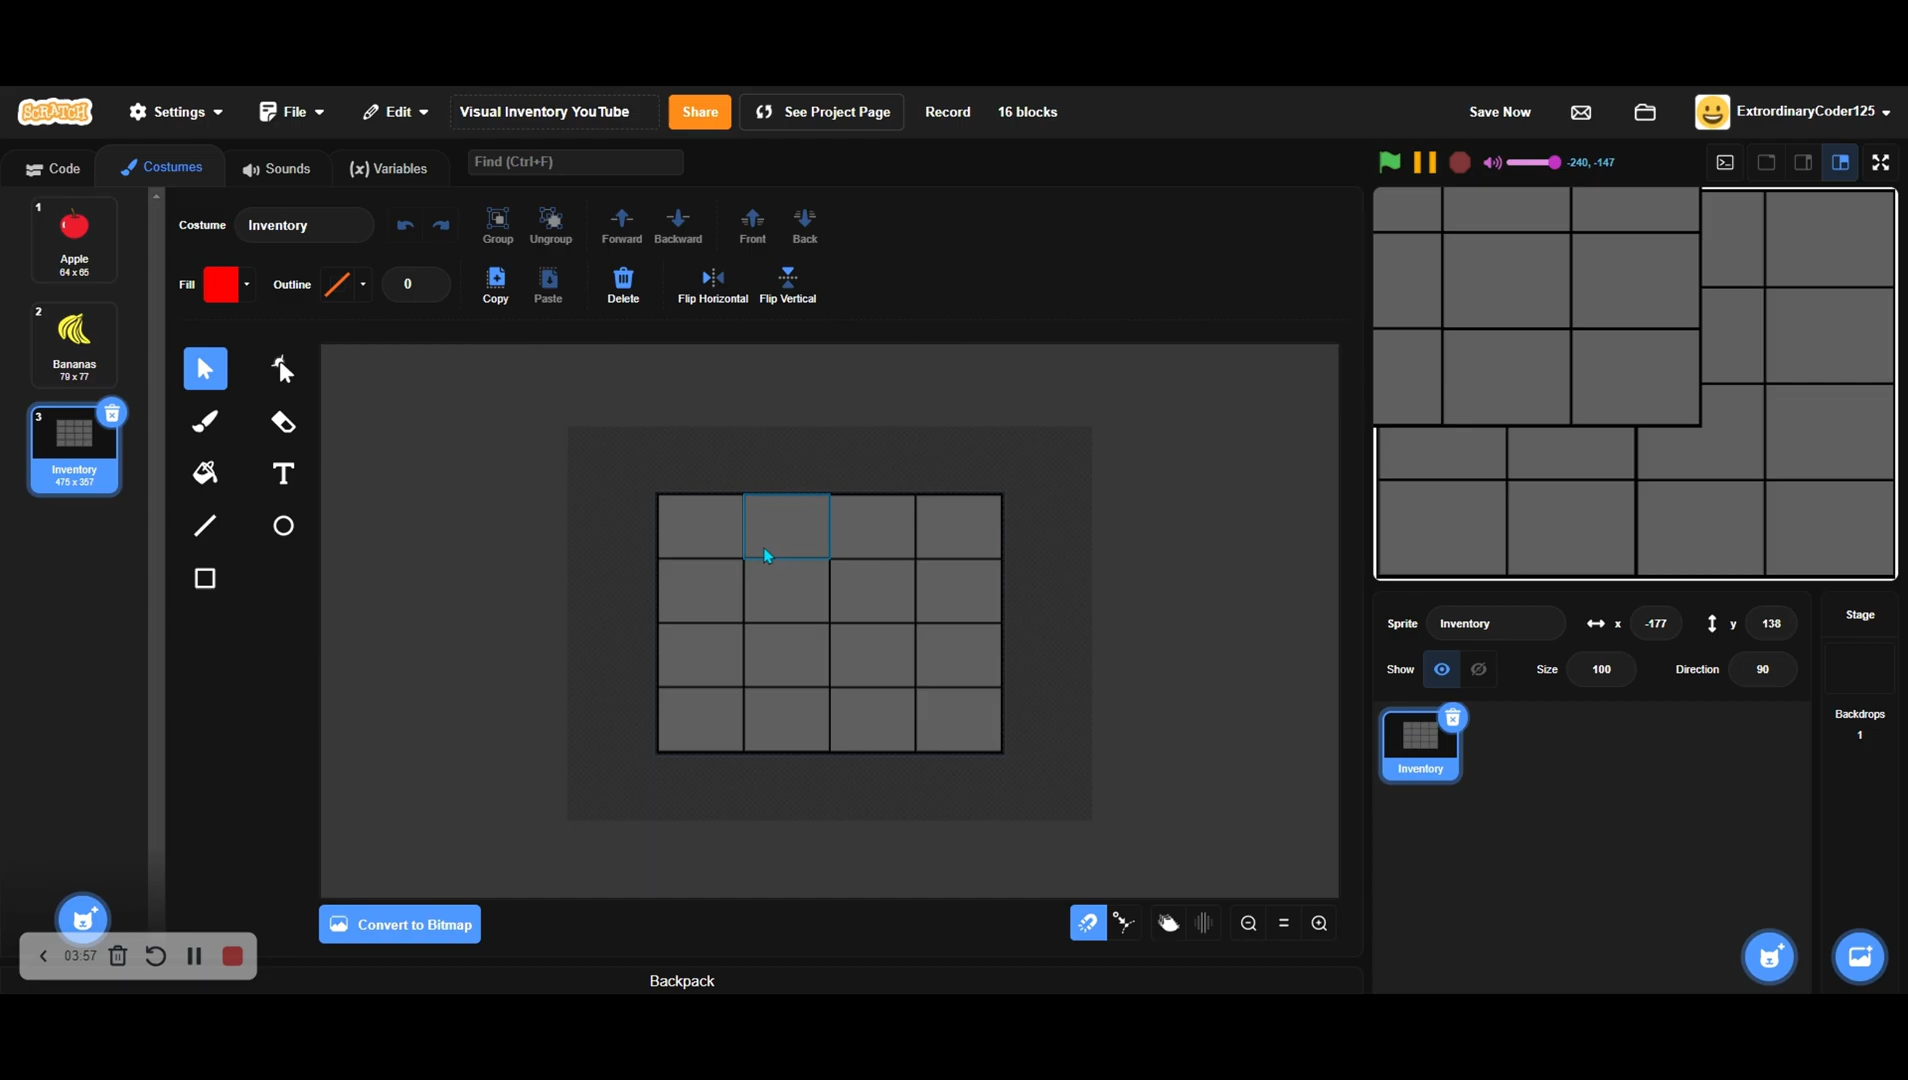 SCRATCH Settings File Edit Visual Inventory YouTube Share See Project Page Record 16 blocks Save Now ExtrordinaryCoder125
Code Costumes Sounds (x) Variables Find (Ctrl+F) -240, -147
1
Apple
64 x 65
2
Bananas
79 x 77
3
Inventory
475 x 357
Costume Inventory Group Ungroup Forward Backward Front Back
Fill Outline 0 Copy Paste Delete Flip Horizontal Flip Vertical
T
Convert to Bitmap
03:57
Backpack
Sprite Inventory x -177 y 138
Show Size 100 Direction 90
Inventory
Stage
Backdrops
1